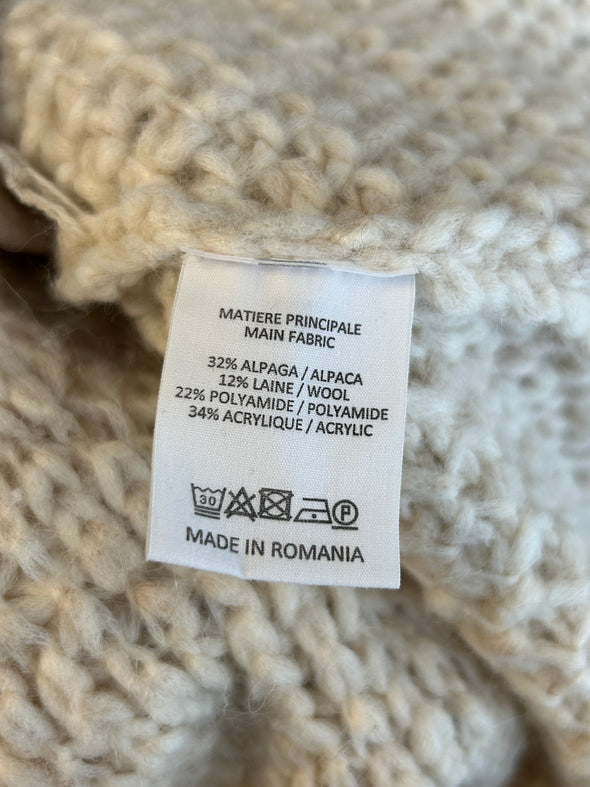 MATIERE PRINCIPALE
MAIN FABRIC
32% ALPAGA / ALPACA
12% LAINE / WOOL
22% POLYAMIDE / POLYAMIDE
34% ACRYLIQUE / ACRYLIC
30 P
MADE IN ROMANIA